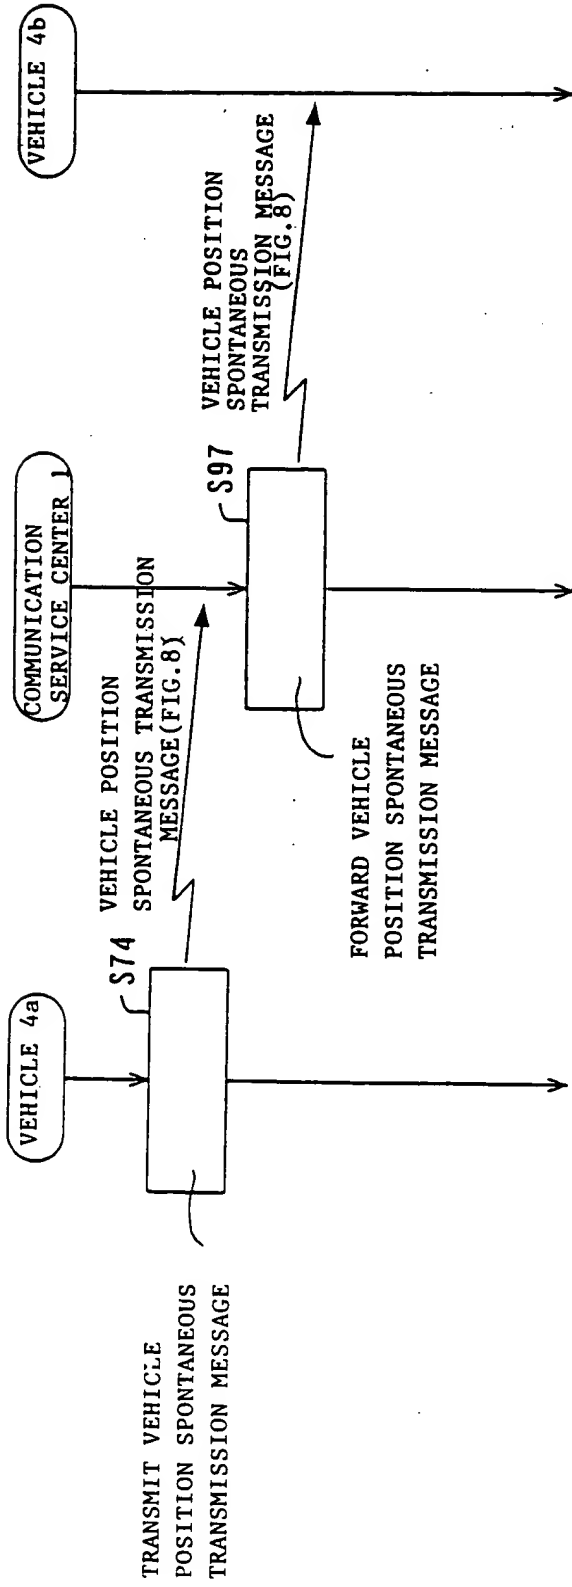 VEHICLE 4a
COMMUNICATION
SERVICE CENTER 1
VEHICLE 4b
S74
TRANSMIT VEHICLE
POSITION SPONTANEOUS
TRANSMISSION MESSAGE
VEHICLE POSITION
SPONTANEOUS TRANSMISSION
MESSAGE(FIG.8)
S97
FORWARD VEHICLE
POSITION SPONTANEOUS
TRANSMISSION MESSAGE
VEHICLE POSITION
SPONTANEOUS
TRANSMISSION MESSAGE
(FIG.8)